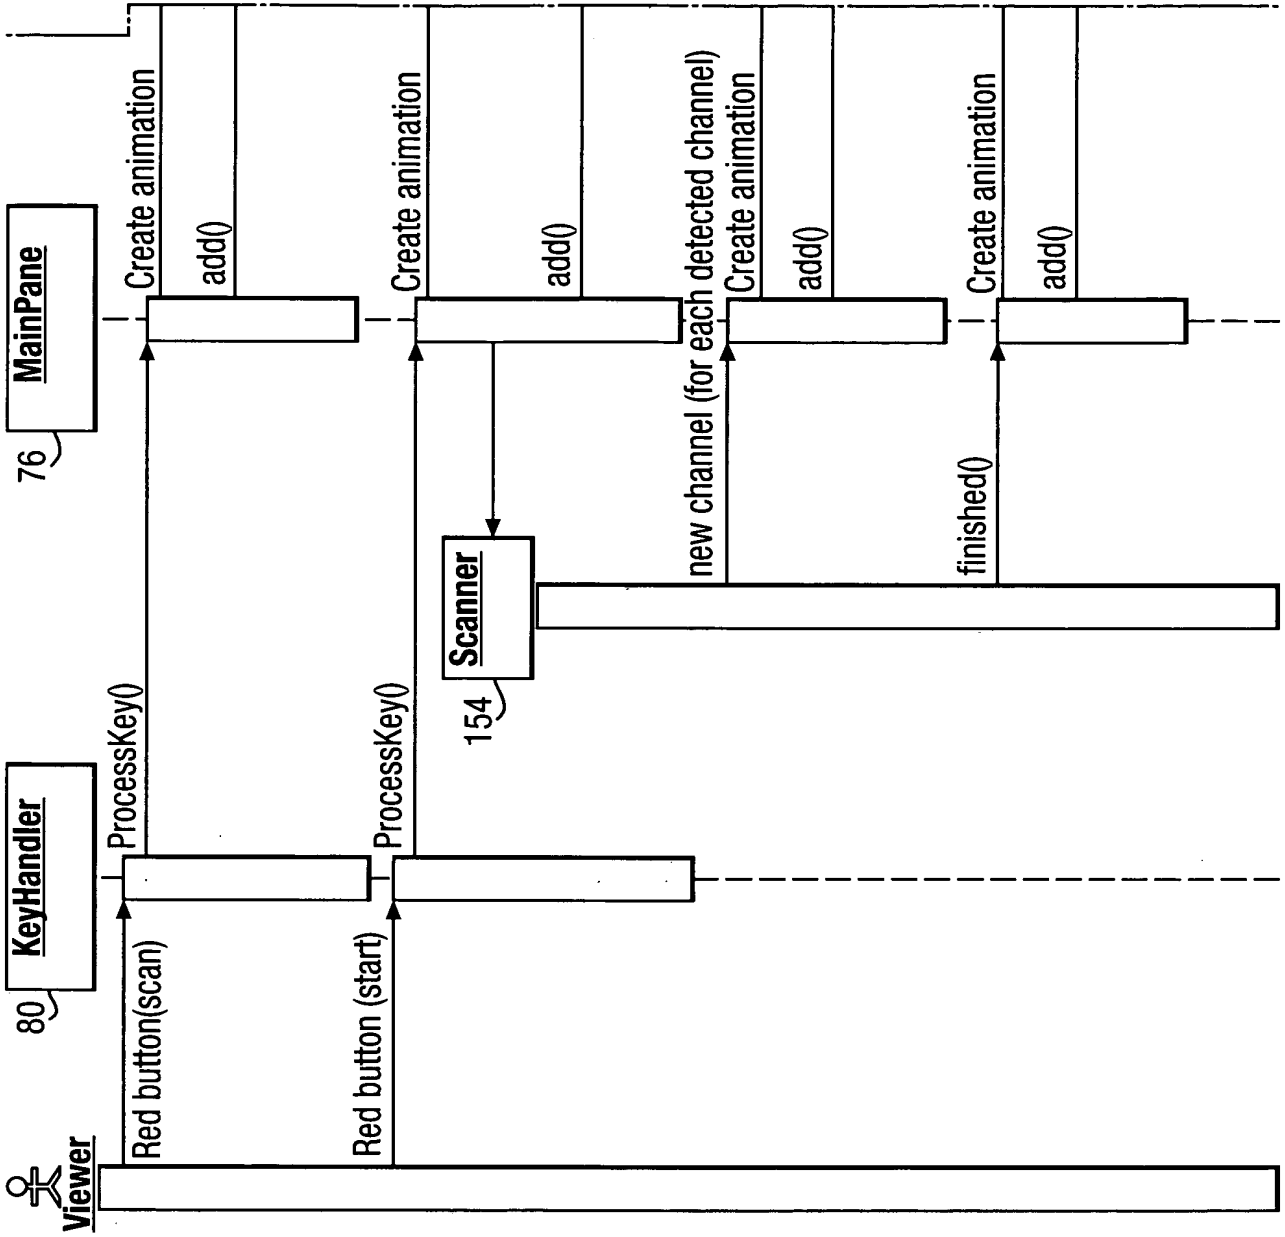 Viewer
80
KeyHandler
76
MainPane
Red button(scan)
ProcessKey()
Create animation
add()
Red button (start)
ProcessKey()
Create animation
154
Scanner
add()
new channel (for each detected channel)
Create animation
add()
finished()
Create animation
add()